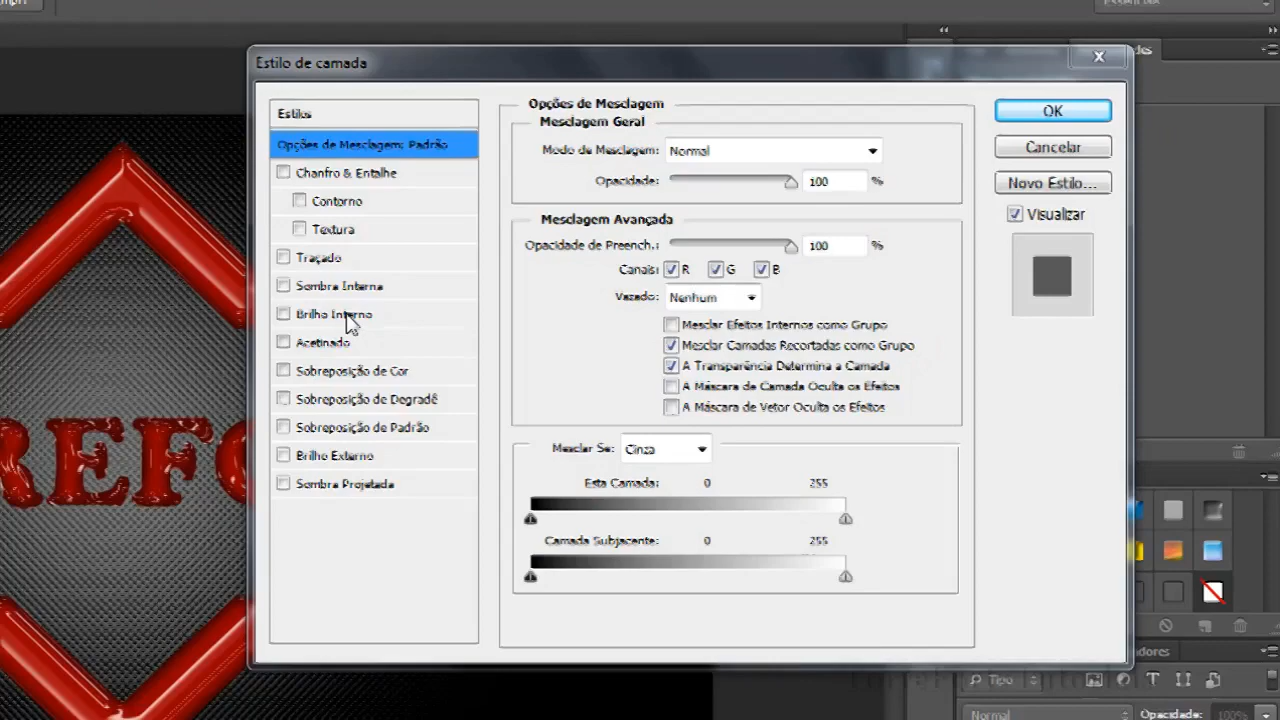 Estilo de camada
Estilos
Opções de Mesclagem: Padrão
Chanfro & Entalhe
Contorno
Textura
Traçado
Sombra Interna
Brilho Interno
Acetinado
Sobreposição de Cor
Sobreposição de Degradê
Sobreposição de Padrão
Brilho Externo
Sombra Projetada
Opções de Mesclagem
Mesclagem Geral
Modo de Mesclagem: Normal
Opacidade: 100 %
Mesclagem Avançada
Opacidade de Preench.: 100 %
Canais: R G B
Vazado: Nenhum
Mesclar Efeitos Internos como Grupo
Mesclar Camadas Recortadas como Grupo
A Transparência Determina a Camada
A Máscara de Camada Oculta os Efeitos
A Máscara de Vetor Oculta os Efeitos
Mesclar Se: Cinza
Esta Camada: 0 255
Camada Subjacente: 0 255
OK
Cancelar
Novo Estilo...
Visualizar
REFO
Tipo
Normal
Opacidade: 100%